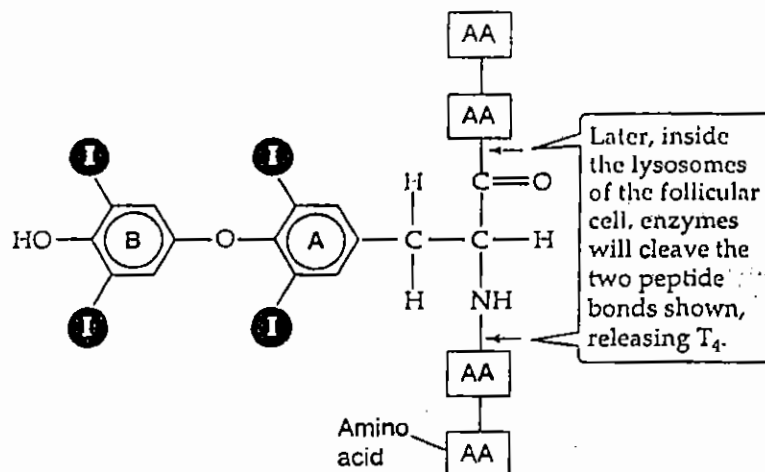 AA
AA
Later, inside
the lysosomes
of the follicular
cell, enzymes
will cleave the
two peptide
bonds shown,
releasing T₄.
I I
H
C=O
HO B O A C C H
H
NH
I I
AA
Amino
acid
AA